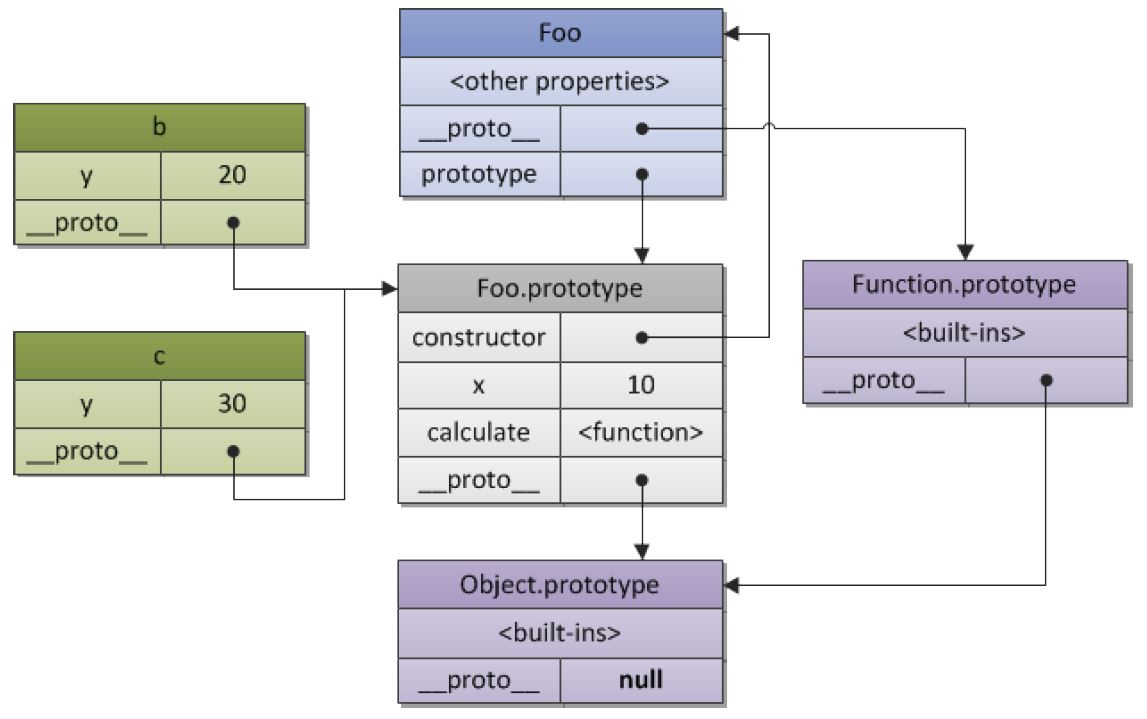 Foo
<other properties>
__proto__
prototype
b
y 20
__proto__
c
y 30
__proto__
Foo.prototype
constructor
x 10
calculate <function>
__proto__
Function.prototype
<built-ins>
__proto__
Object.prototype
<built-ins>
__proto__ null